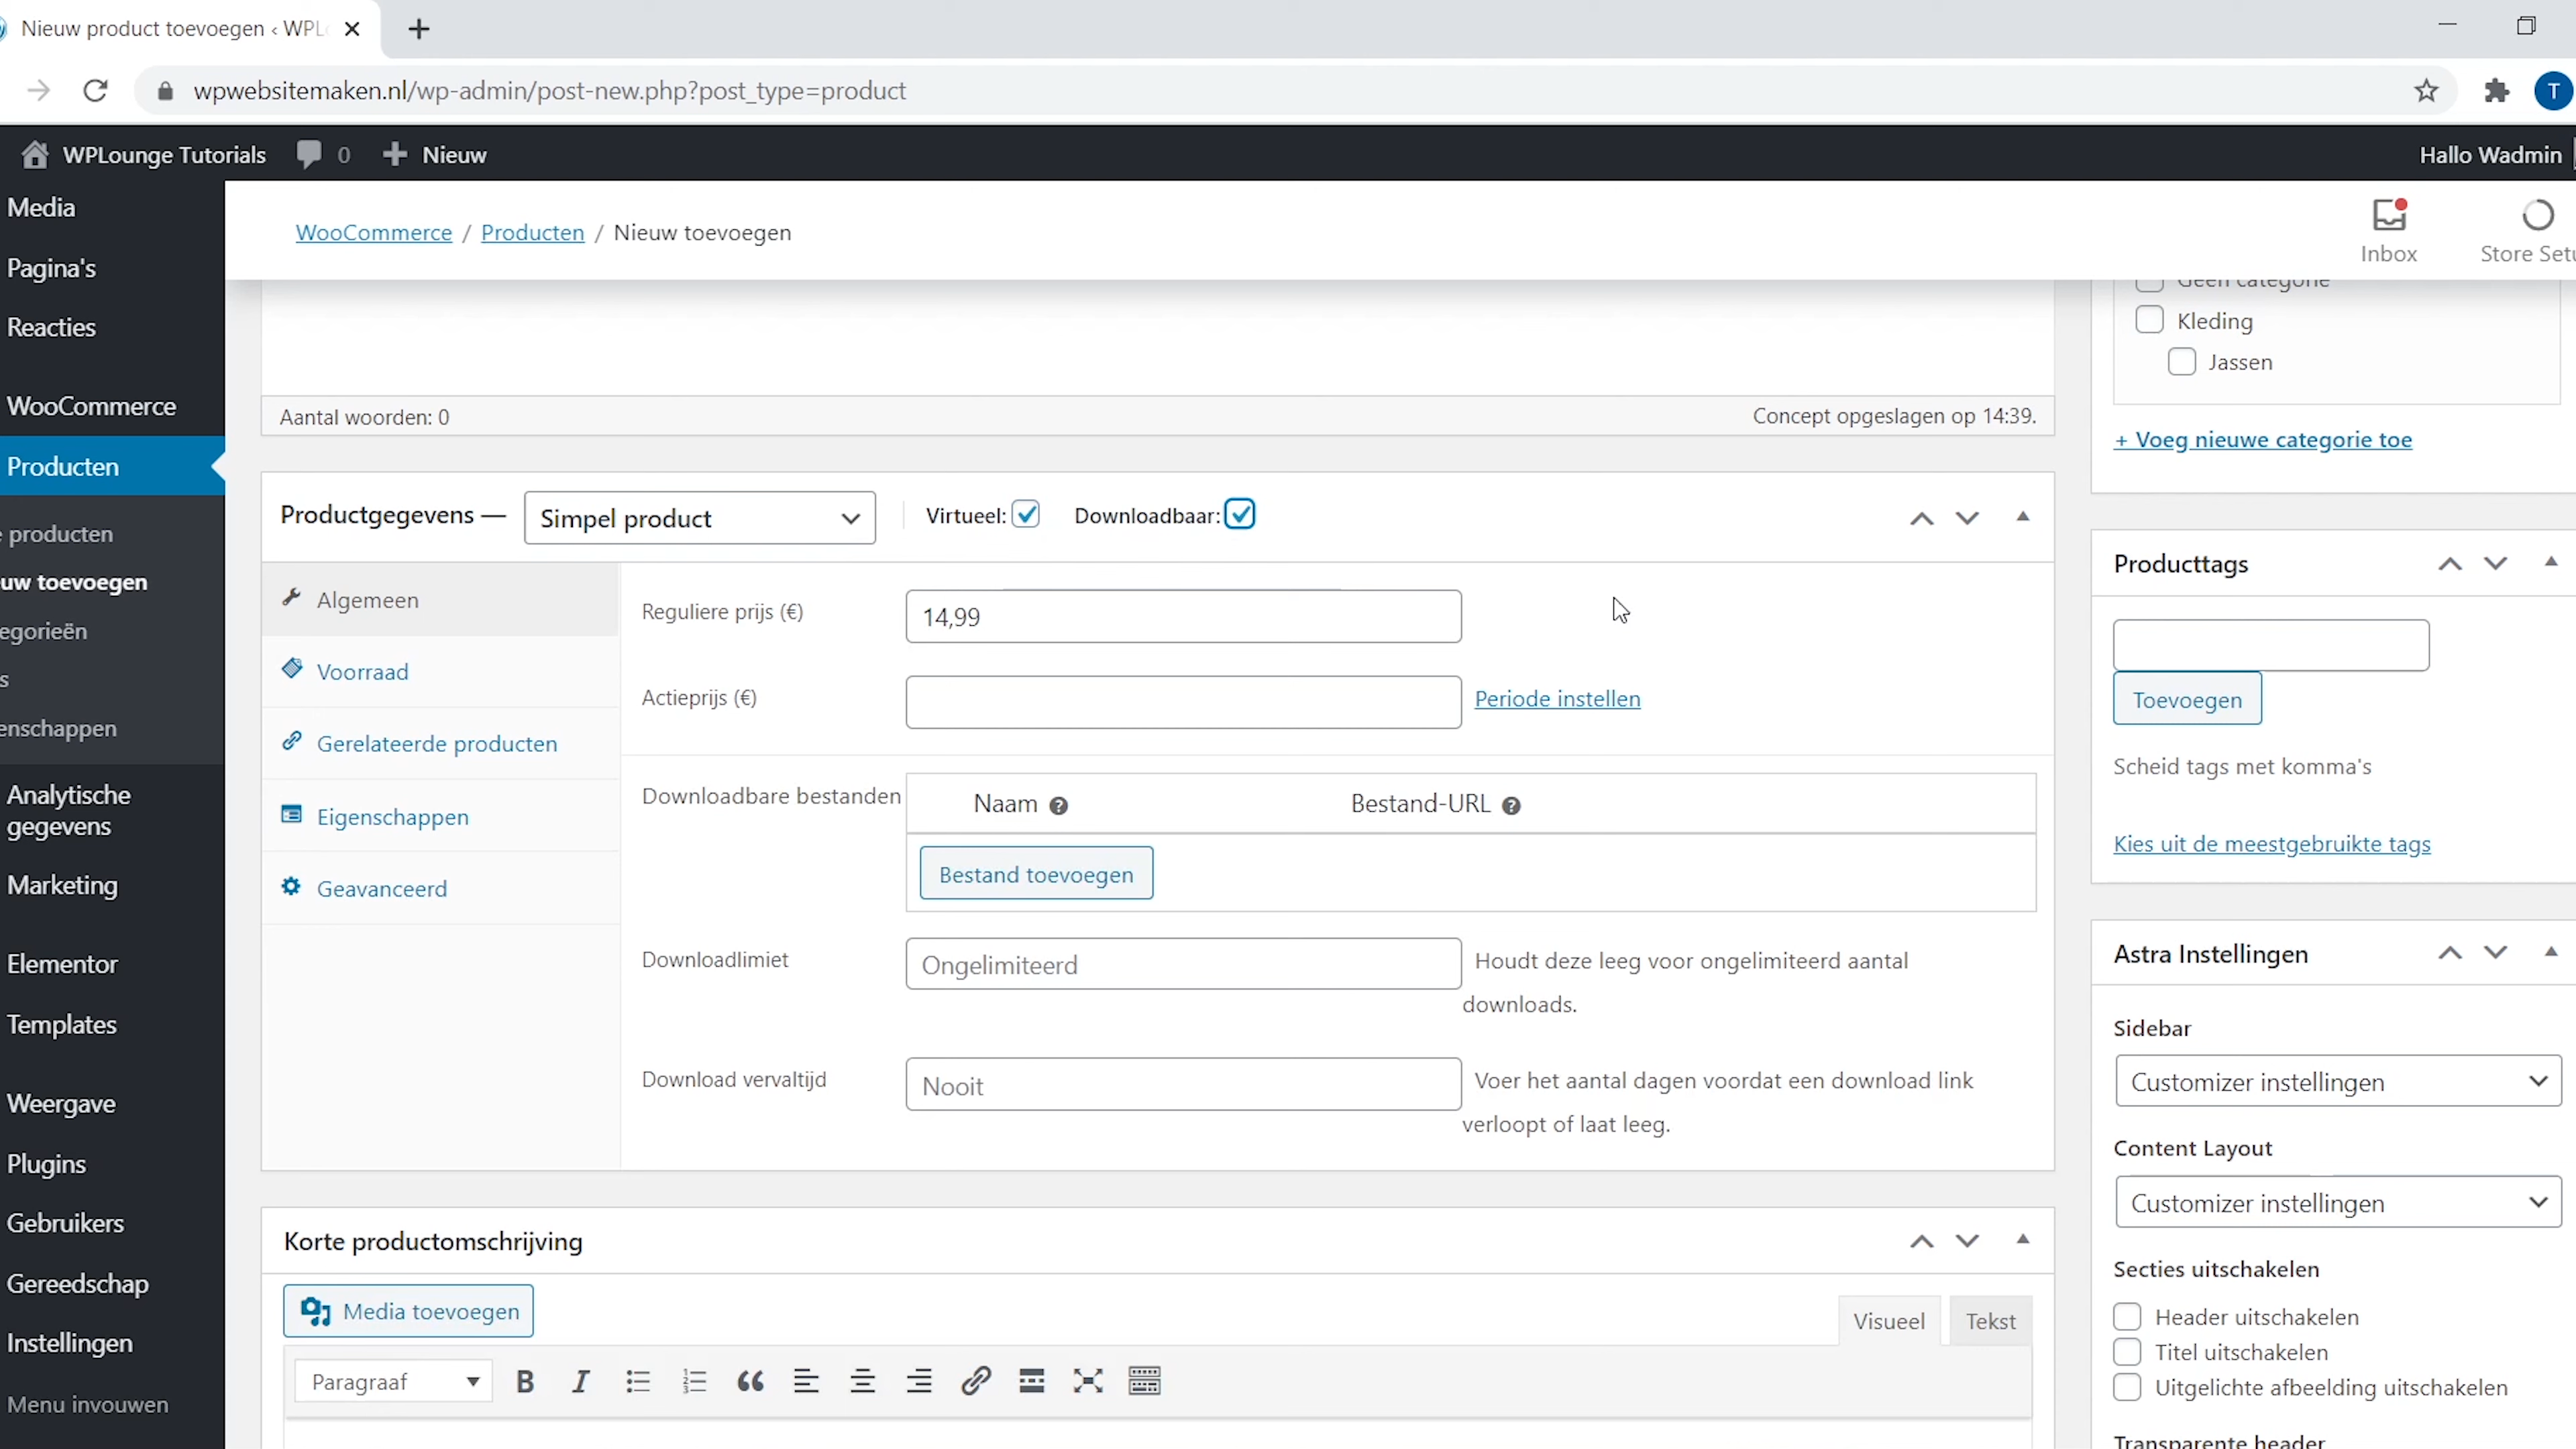 Nieuw product toevoegen ‹ WPL
wpwebsitemaken.nl/wp-admin/post-new.php?post_type=product
T
WPLounge Tutorials 0 Nieuw
Hallo Wadmin
Media
Pagina's
Reacties
WooCommerce
Producten
producten
uw toevoegen
egorieën
s
enschappen
Analytische
gegevens
Marketing
Elementor
Templates
Weergave
Plugins
Gebruikers
Gereedschap
Instellingen
Menu invouwen
WooCommerce / Producten / Nieuw toevoegen
Inbox
Store Setu
Aantal woorden: 0
Concept opgeslagen op 14:39.
Productgegevens —
Simpel product
Virtueel:
Downloadbaar:
Algemeen
Voorraad
Gerelateerde producten
Eigenschappen
Geavanceerd
Reguliere prijs (€)
14,99
Actieprijs (€)
Periode instellen
Downloadbare bestanden
Naam ?
Bestand-URL ?
Bestand toevoegen
Downloadlimiet
Ongelimiteerd
Houdt deze leeg voor ongelimiteerd aantal
downloads.
Download vervaltijd
Nooit
Voer het aantal dagen voordat een download link
verloopt of laat leeg.
Korte productomschrijving
Media toevoegen
Visueel
Tekst
Paragraaf
B I
Geen categorie
Kleding
Jassen
+ Voeg nieuwe categorie toe
Producttags
Toevoegen
Scheid tags met komma's
Kies uit de meestgebruikte tags
Astra Instellingen
Sidebar
Customizer instellingen
Content Layout
Customizer instellingen
Secties uitschakelen
Header uitschakelen
Titel uitschakelen
Uitgelichte afbeelding uitschakelen
Transparente header